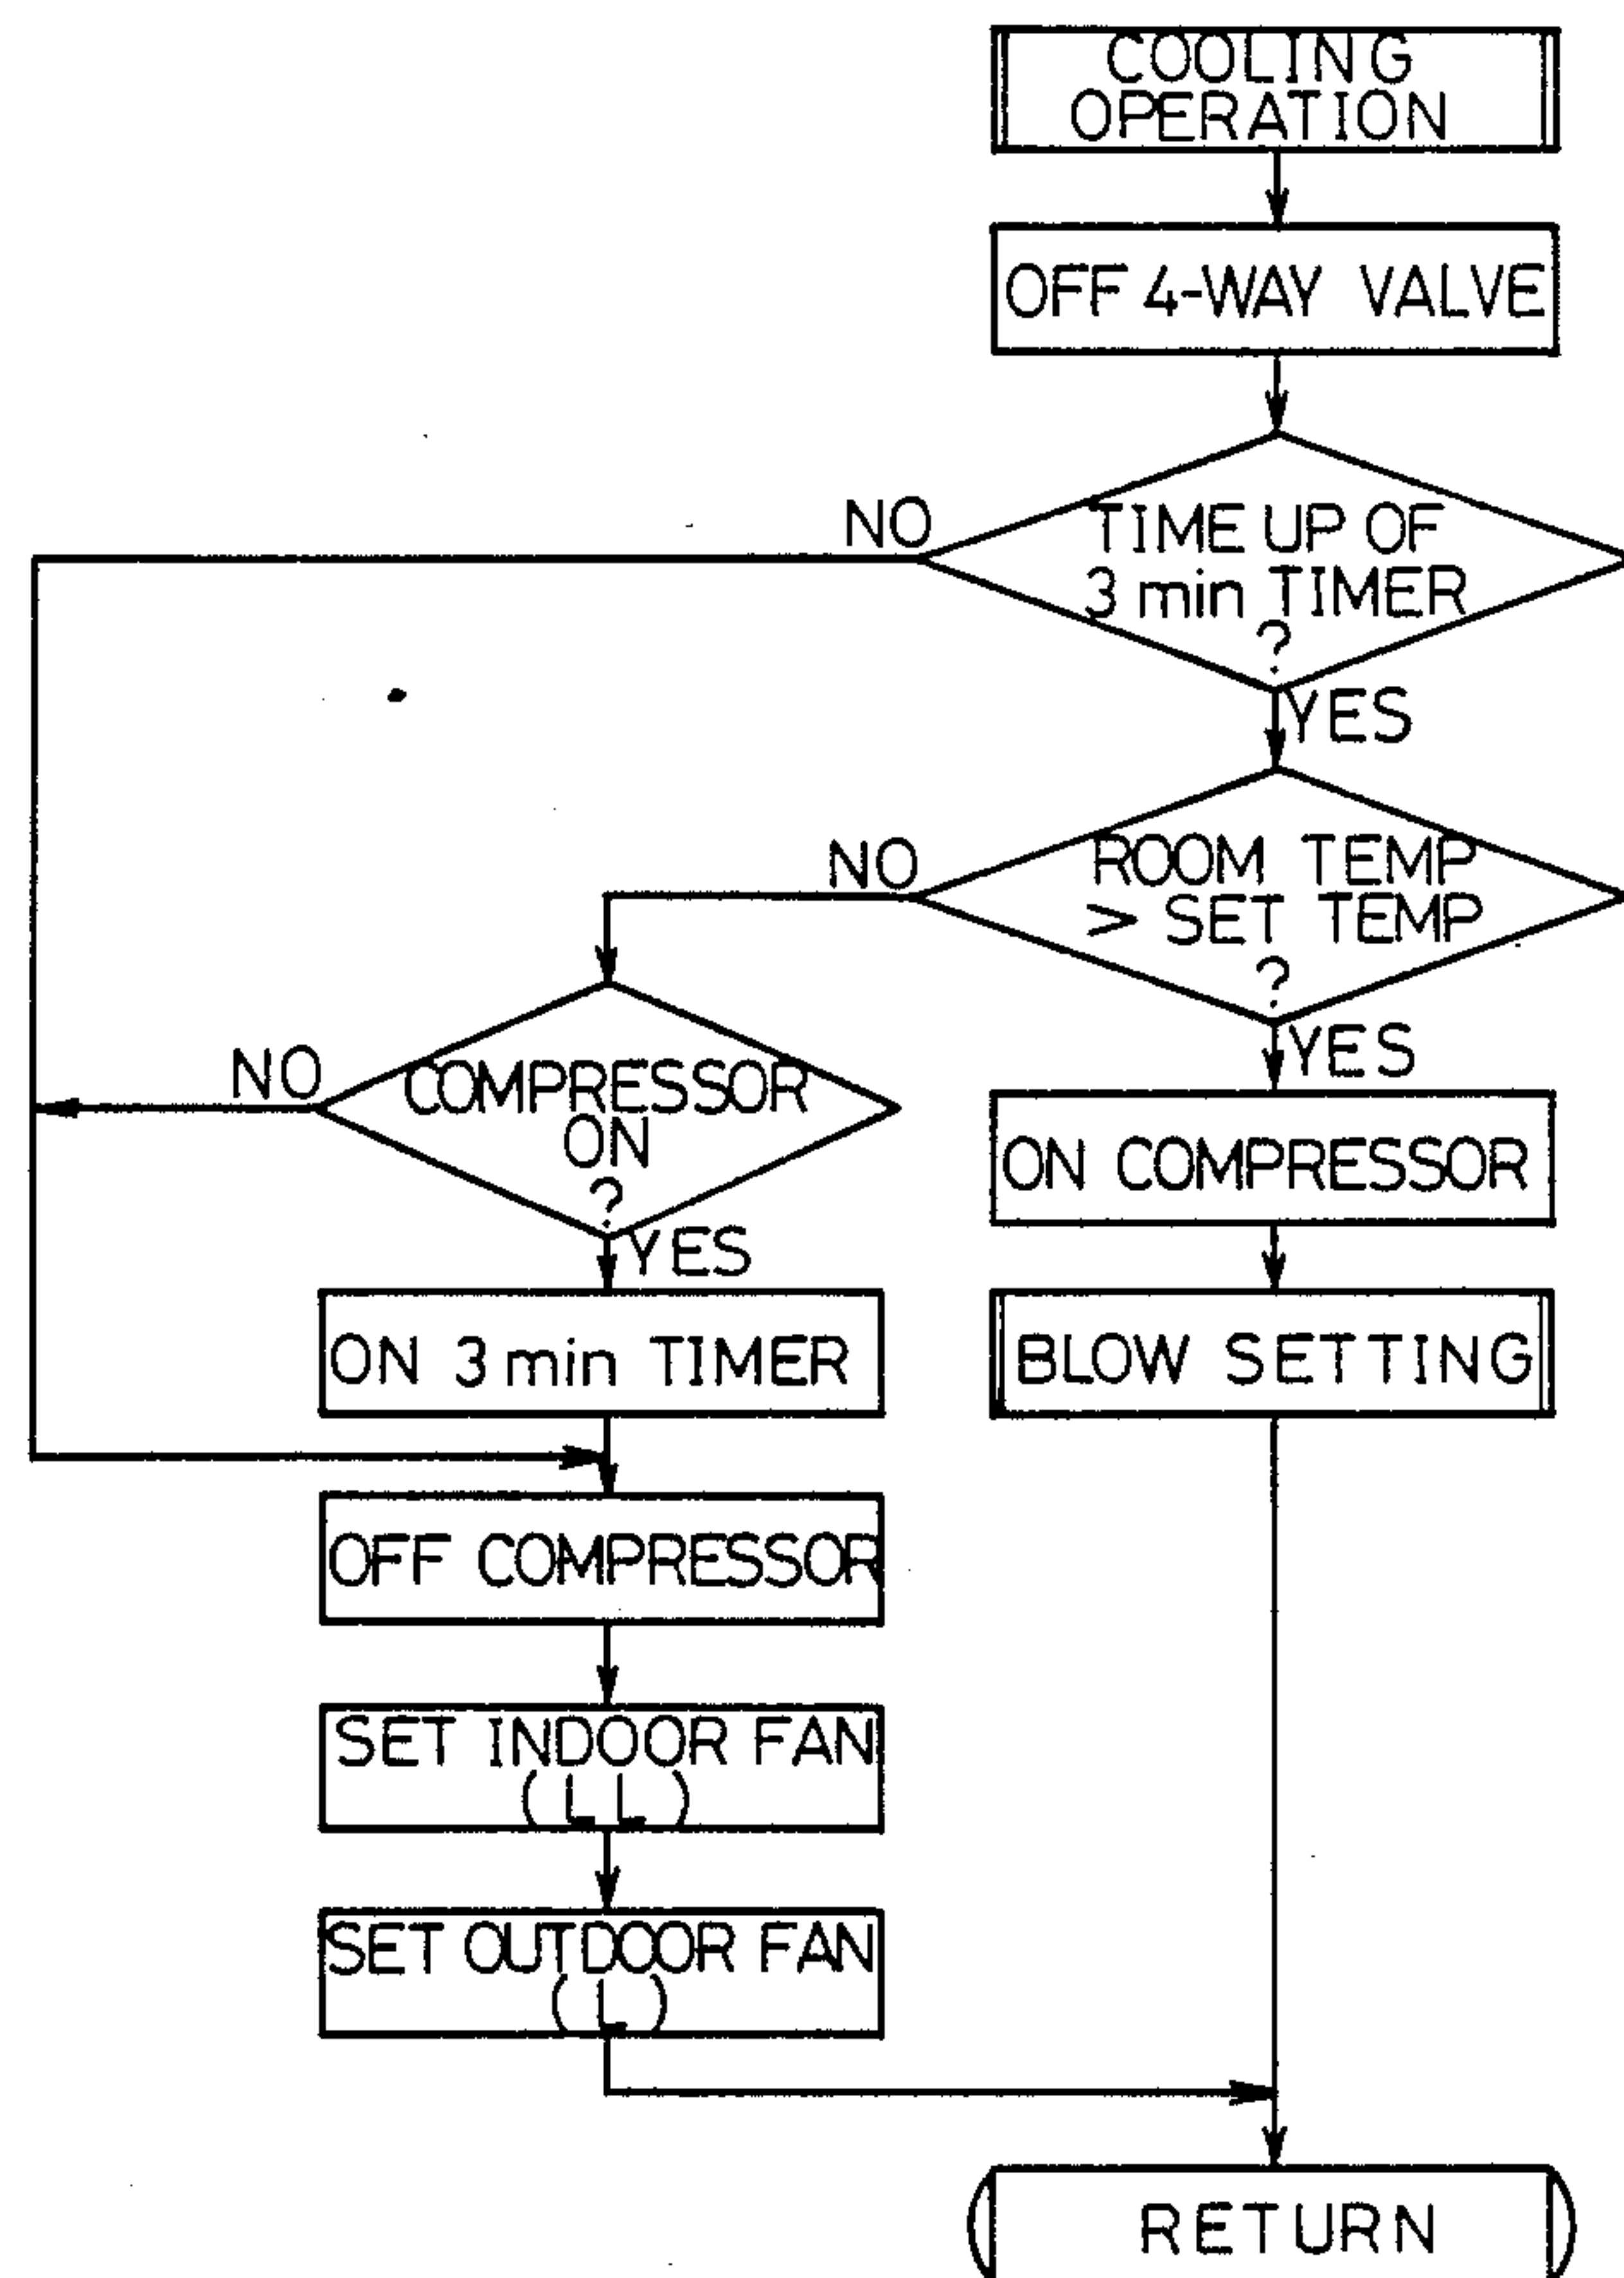 COOLING
OPERATION
OFF 4-WAY VALVE
NO
TIME UP OF
3 min TIMER
?
YES
NO
ROOM TEMP
> SET TEMP
?
YES
NO
COMPRESSOR
ON
?
YES
ON COMPRESSOR
ON 3 min TIMER
BLOW SETTING
OFF COMPRESSOR
SET INDOOR FAN
(LL)
SET OUTDOOR FAN
(L)
RETURN